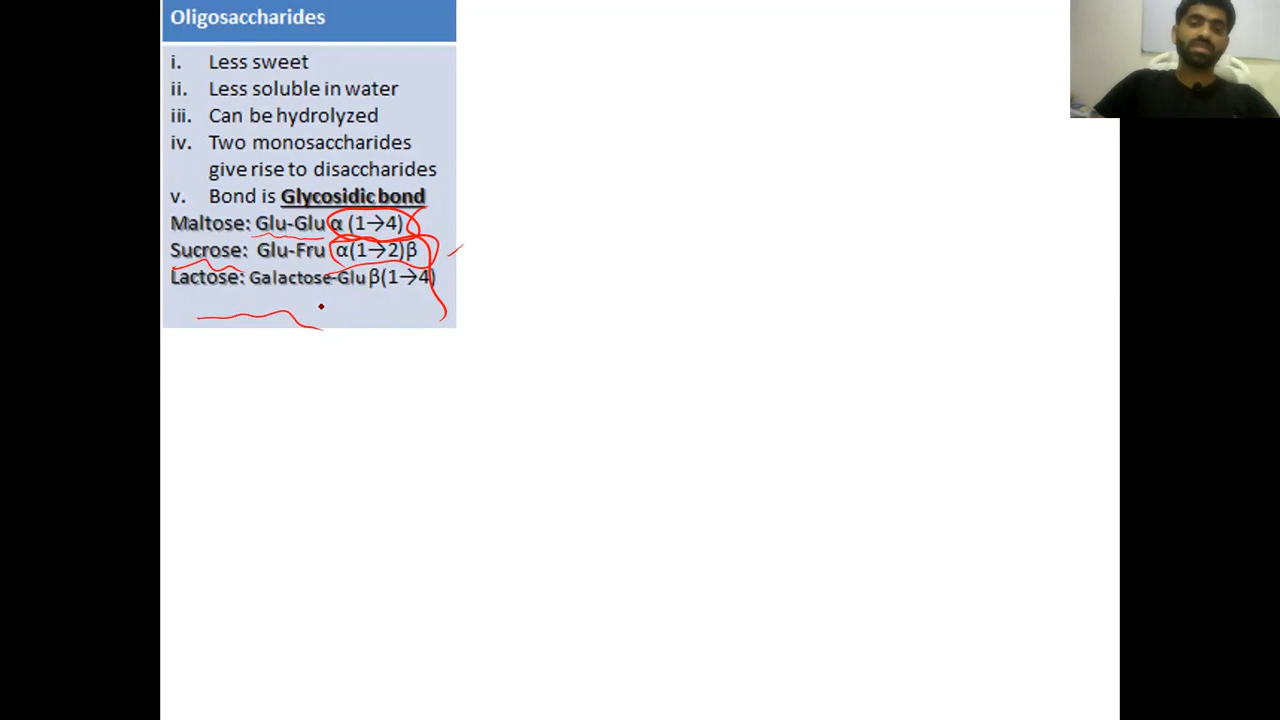 Oligosaccharides
i. Less sweet
ii. Less soluble in water
iii. Can be hydrolyzed
iv. Two monosaccharides
give rise to disaccharides
v. Bond is Glycosidic bond
Maltose: Glu-Glu α (1→4)
Sucrose: Glu-Fru α(1→2)β
Lactose: Galactose-Glu β(1→4)